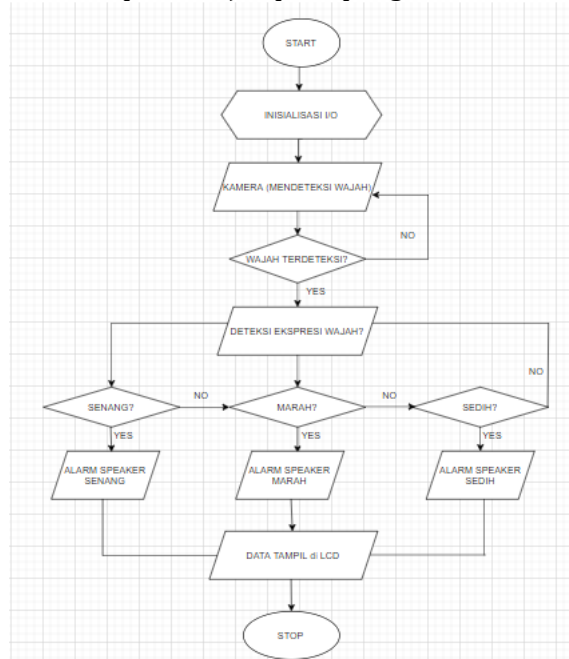 START
INISIALISASI I/O
KAMERA (MENDETEKSI WAJAH)
NO
WAJAH TERDETEKSI?
YES
DETEKSI EKSPRESI WAJAH?
NO
SENANG?
NO
MARAH?
NO
SEDIH?
YES
YES
YES
ALARM SPEAKER
SENANG
ALARM SPEAKER
MARAH
ALARM SPEAKER
SEDIH
DATA TAMPIL di LCD
STOP